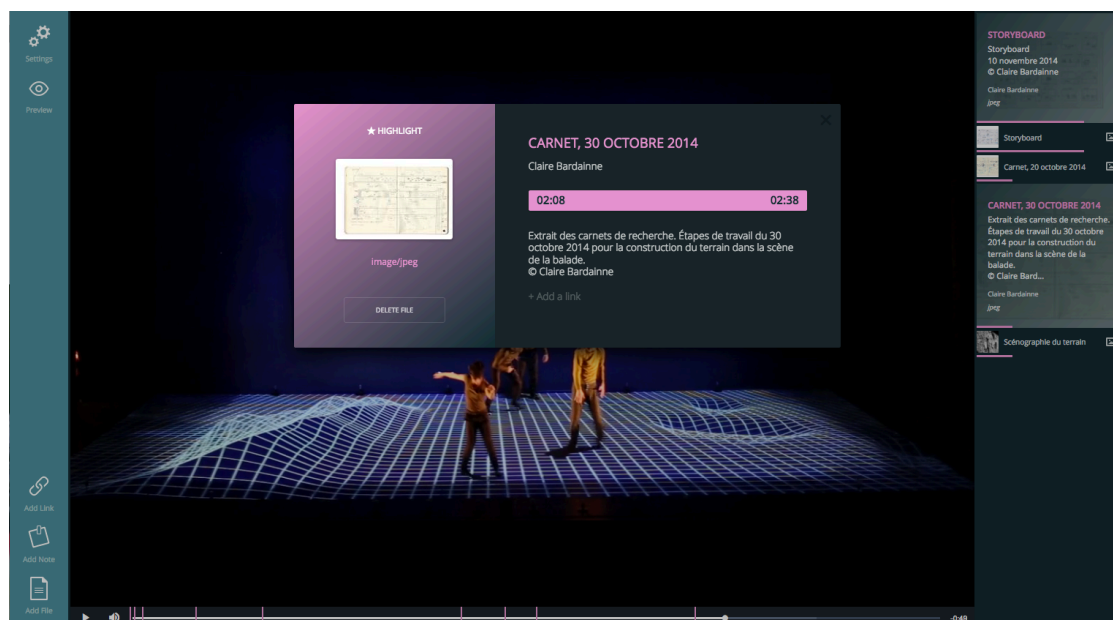 Settings
Preview
Add Link
Add Note
Add File
★ HIGHLIGHT
image/jpeg
DELETE FILE
CARNET, 30 OCTOBRE 2014
Claire Bardainne
02:08 02:38
Extrait des carnets de recherche. Étapes de travail du 30
octobre 2014 pour la construction du terrain dans la scène
de la balade.
© Claire Bardainne
+ Add a link
-0:49
STORYBOARD
Storyboard
10 novembre 2014
© Claire Bardainne
Claire Bardainne
jpeg
Storyboard
Carnet, 20 octobre 2014
CARNET, 30 OCTOBRE 2014
Extrait des carnets de recherche.
Étapes de travail du 30 octobre
2014 pour la construction du
terrain dans la scène de la
balade.
© Claire Bard...
Claire Bardainne
jpeg
Scénographie du terrain